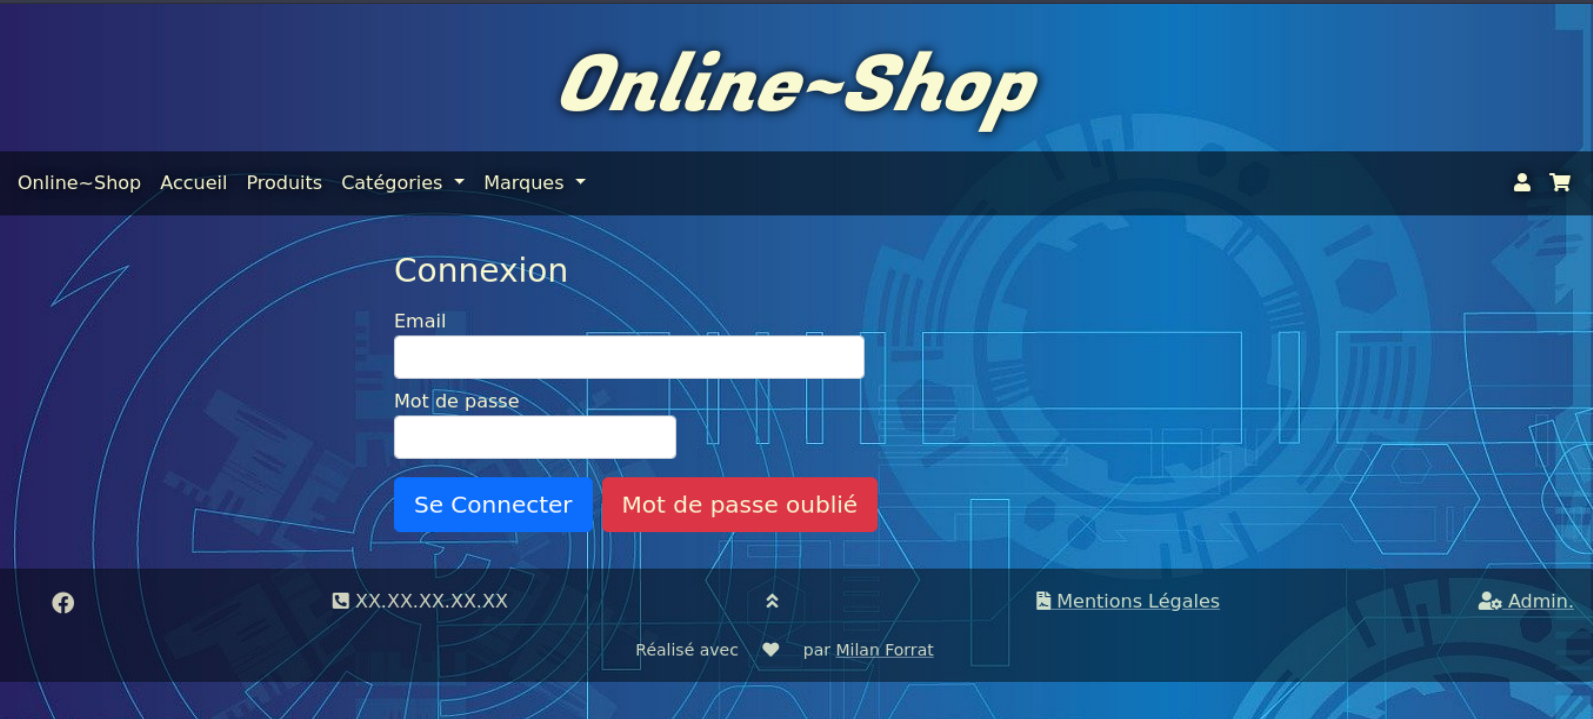 Online~Shop
Online~Shop Accueil Produits Catégories Marques
Connexion
Email
Mot de passe
Se Connecter Mot de passe oublié
XX.XX.XX.XX.XX Mentions Légales Admin.
Réalisé avec par Milan Forrat